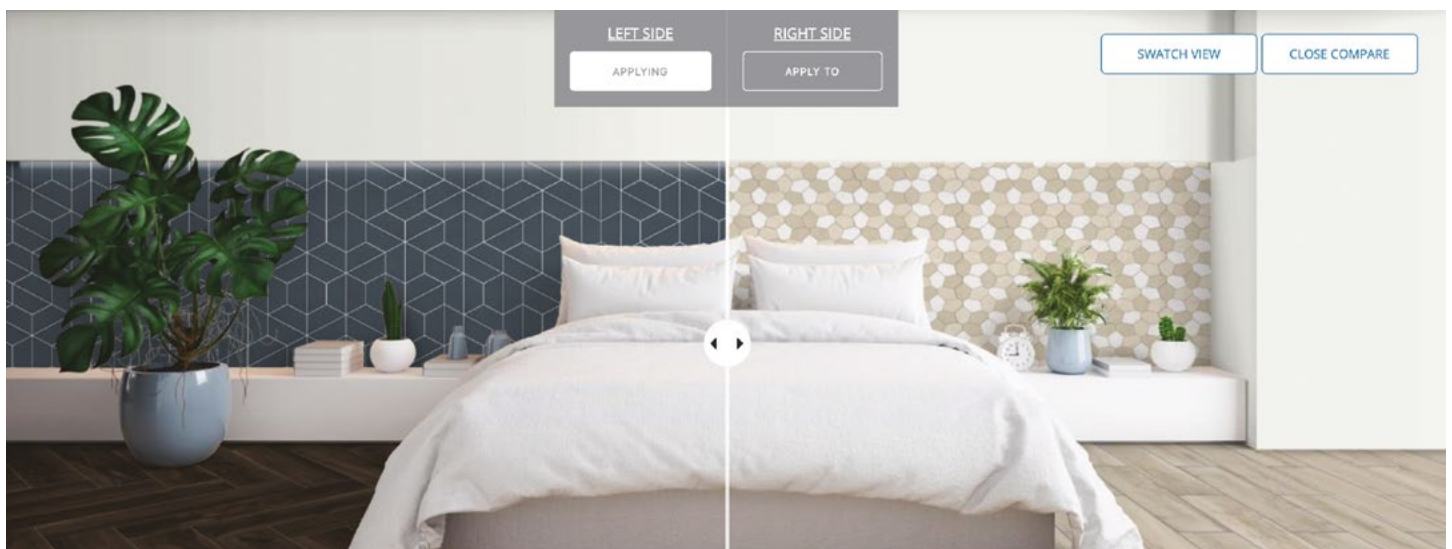 LEFT SIDE
RIGHT SIDE
APPLYING
APPLY TO
SWATCH VIEW
CLOSE COMPARE